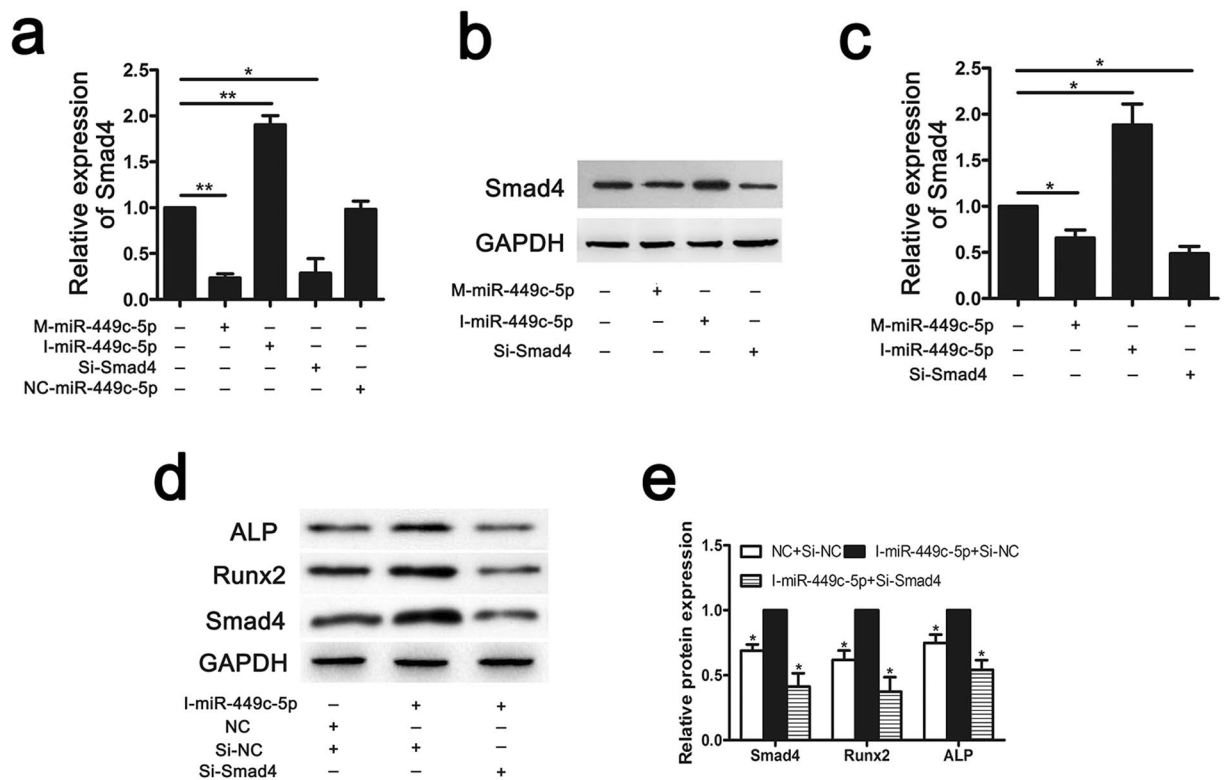 a
Relative expression
of Smad4
2.5
2.0
1.5
1.0
0.5
0.0
*
**
**
M-miR-449c-5p – + – – –
I-miR-449c-5p – – + – –
Si-Smad4 – – – + –
NC-miR-449c-5p – – – – +
b
Smad4
GAPDH
M-miR-449c-5p – + – –
I-miR-449c-5p – – + –
Si-Smad4 – – – +
c
Relative expression
of Smad4
2.5
2.0
1.5
1.0
0.5
0.0
*
*
*
M-miR-449c-5p – + – –
I-miR-449c-5p – – + –
Si-Smad4 – – – +
d
ALP
Runx2
Smad4
GAPDH
I-miR-449c-5p – + +
NC + – –
Si-NC + + –
Si-Smad4 – – +
e
Relative protein expression
1.5
1.0
0.5
0.0
NC+Si-NC I-miR-449c-5p+Si-NC
I-miR-449c-5p+Si-Smad4
* * * * * *
Smad4 Runx2 ALP